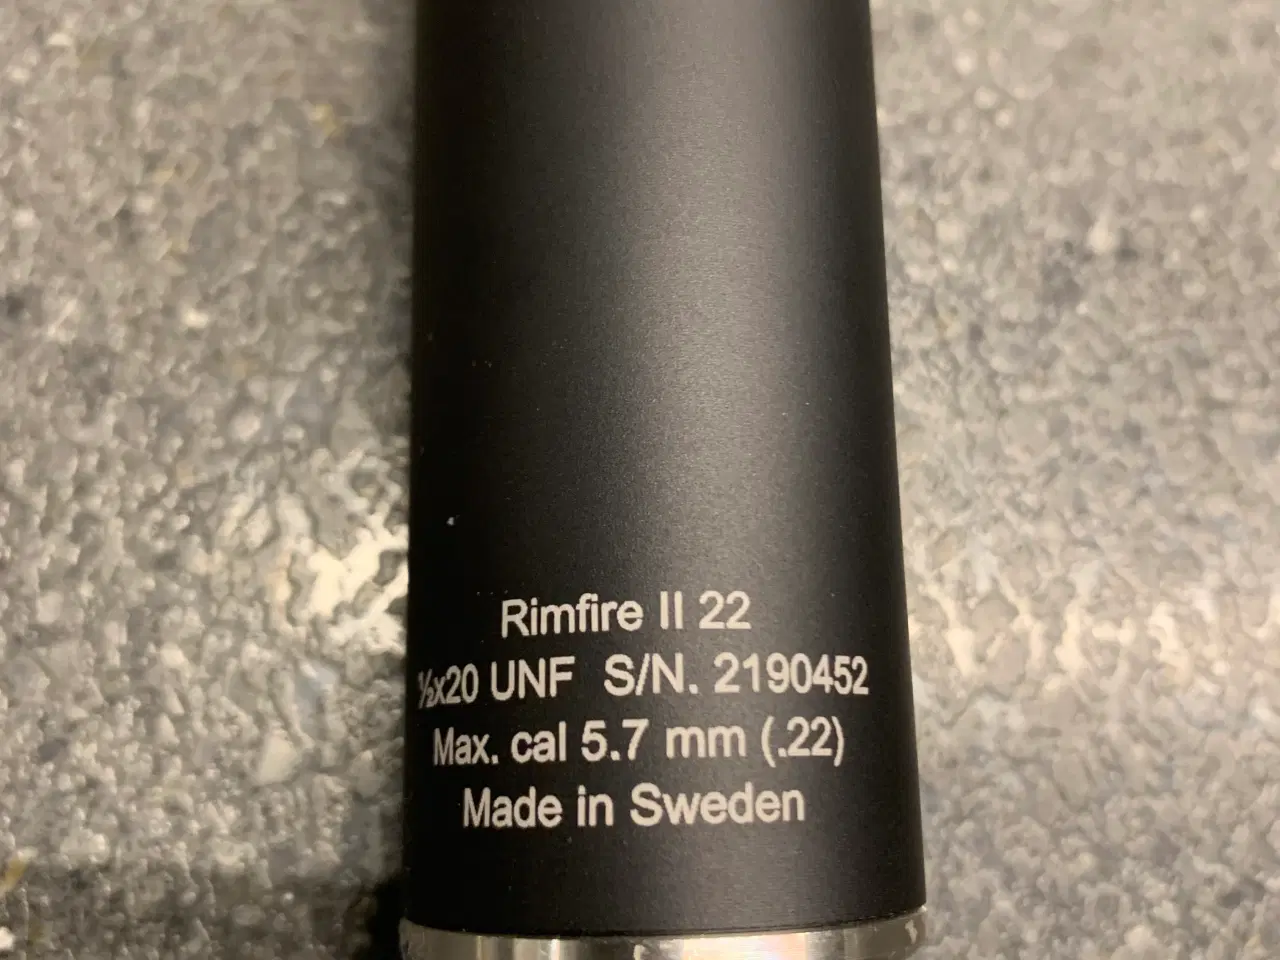 Rimfire II 22
½x20 UNF S/N. 2190452
Max. cal 5.7 mm (.22)
Made in Sweden